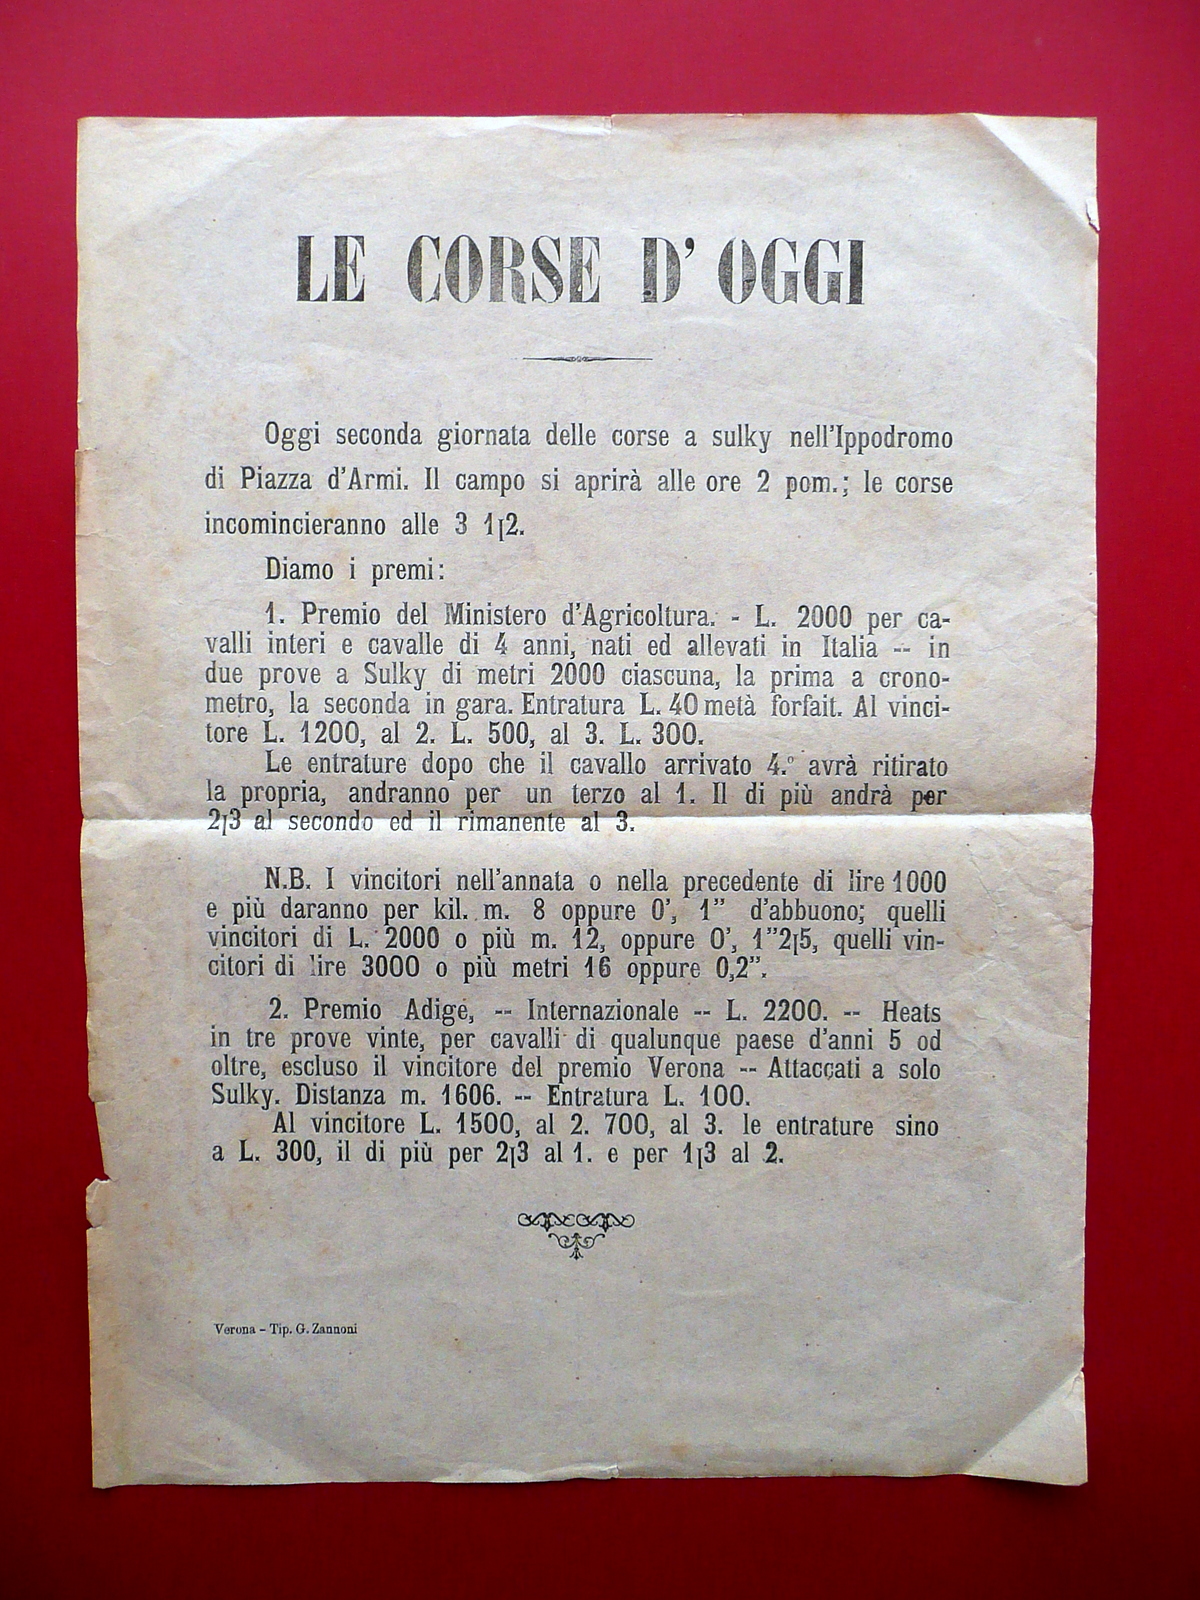 LE CORSE D' OGGI
Oggi seconda giornata delle corse a sulky nell'Ippodromo
di Piazza d'Armi. Il campo si aprirà alle ore 2 pom.; le corse
incomincieranno alle 3 1|2.
Diamo i premi:
1. Premio del Ministero d'Agricoltura. - L. 2000 per ca-
valli interi e cavalle di 4 anni, nati ed allevati in Italia -- in
due prove a Sulky di metri 2000 ciascuna, la prima a crono-
metro, la seconda in gara. Entratura L. 40 metà forfait. Al vinci-
tore L. 1200, al 2. L. 500, al 3. L. 300.
Le entrature dopo che il cavallo arrivato 4.º avrà ritirato
la propria, andranno per un terzo al 1. Il di più andrà per
2|3 al secondo ed il rimanente al 3.
N.B. I vincitori nell'annata o nella precedente di lire 1000
e più daranno per kil. m. 8 oppure 0', 1" d'abbuono; quelli
vincitori di L. 2000 o più m. 12, oppure 0', 1"2|5, quelli vin-
citori di lire 3000 o più metri 16 oppure 0,2".
2. Premio Adige, -- Internazionale -- L. 2200. -- Heats
in tre prove vinte, per cavalli di qualunque paese d'anni 5 od
oltre, escluso il vincitore del premio Verona -- Attaccati a solo
Sulky. Distanza m. 1606. -- Entratura L. 100.
Al vincitore L. 1500, al 2. 700, al 3. le entrature sino
a L. 300, il di più per 2|3 al 1. e per 1|3 al 2.
Verona - Tip. G. Zannoni